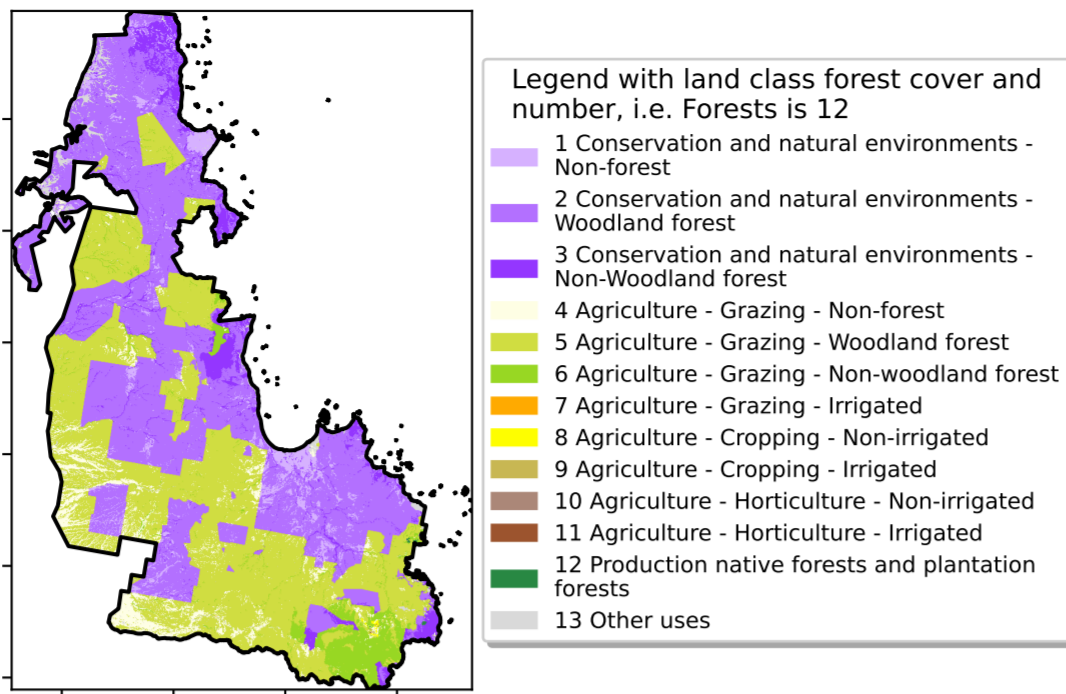 Legend with land class forest cover and
number, i.e. Forests is 12
1 Conservation and natural environments -
Non-forest
2 Conservation and natural environments -
Woodland forest
3 Conservation and natural environments -
Non-Woodland forest
4 Agriculture - Grazing - Non-forest
5 Agriculture - Grazing - Woodland forest
6 Agriculture - Grazing - Non-woodland forest
7 Agriculture - Grazing - Irrigated
8 Agriculture - Cropping - Non-irrigated
9 Agriculture - Cropping - Irrigated
10 Agriculture - Horticulture - Non-irrigated
11 Agriculture - Horticulture - Irrigated
12 Production native forests and plantation
forests
13 Other uses